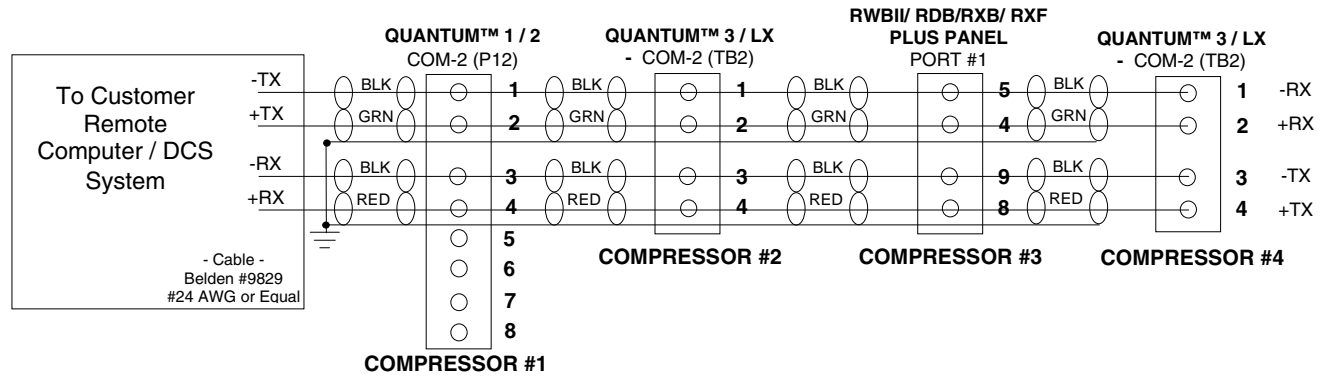 RWBII/ RDB/RXB/ RXF
QUANTUM™ 1 / 2 QUANTUM™ 3 / LX PLUS PANEL QUANTUM™ 3 / LX
COM-2 (P12) - COM-2 (TB2) PORT #1 - COM-2 (TB2)
-TX BLK 1 BLK 1 BLK 5 BLK 1 -RX
To Customer
+TX GRN 2 GRN 2 GRN 4 GRN 2 +RX
Remote
Computer / DCS
-RX BLK 3 BLK 3 BLK 9 BLK 3 -TX
System
+RX RED 4 RED 4 RED 8 RED 4 +TX
5
COMPRESSOR #2 COMPRESSOR #3 COMPRESSOR #4
- Cable -
6
Belden #9829
#24 AWG or Equal
7
8
COMPRESSOR #1